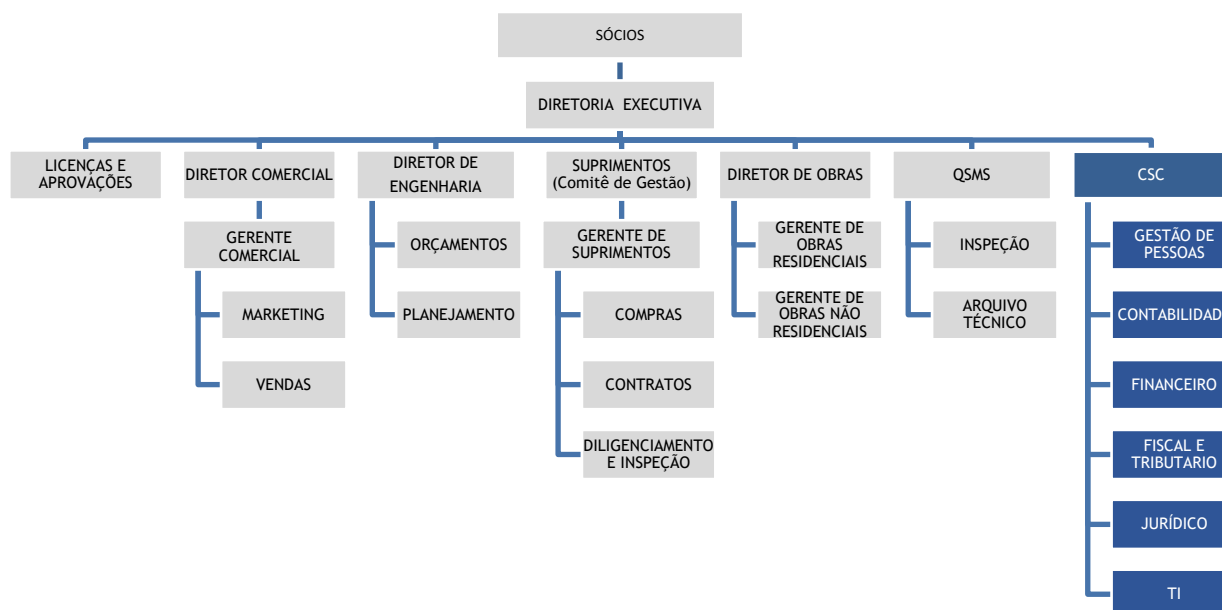 SÓCIOS
DIRETORIA EXECUTIVA
LICENÇAS E
APROVAÇÕES
DIRETOR COMERCIAL
DIRETOR DE
ENGENHARIA
SUPRIMENTOS
(Comitê de Gestão)
DIRETOR DE OBRAS
QSMS
CSC
GERENTE
COMERCIAL
MARKETING
VENDAS
ORÇAMENTOS
PLANEJAMENTO
GERENTE DE
SUPRIMENTOS
COMPRAS
CONTRATOS
DILIGENCIAMENTO
E INSPEÇÃO
GERENTE DE
OBRAS
RESIDENCIAIS
GERENTE DE
OBRAS NÃO
RESIDENCIAIS
INSPEÇÃO
ARQUIVO
TÉCNICO
GESTÃO DE
PESSOAS
CONTABILIDAD
FINANCEIRO
FISCAL E
TRIBUTARIO
JURÍDICO
TI